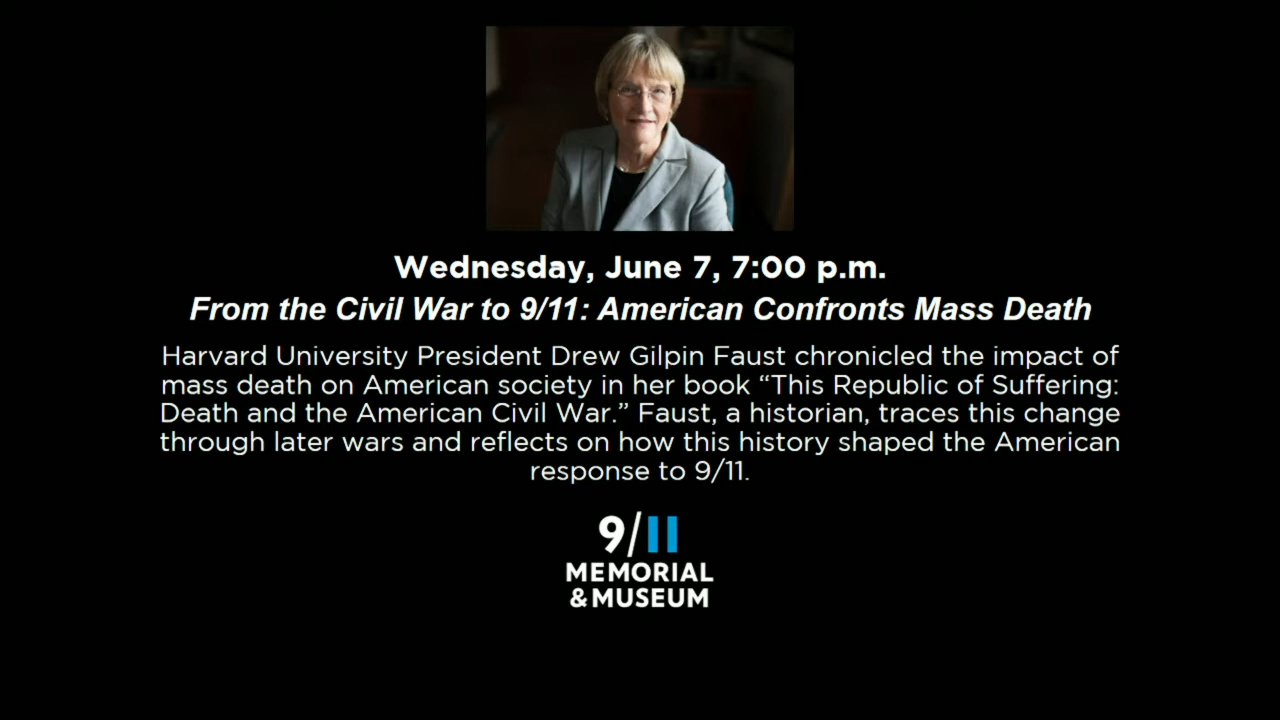 Wednesday, June 7, 7:00 p.m.
From the Civil War to 9/11: American Confronts Mass Death
Harvard University President Drew Gilpin Faust chronicled the impact of
mass death on American society in her book “This Republic of Suffering:
Death and the American Civil War.” Faust, a historian, traces this change
through later wars and reflects on how this history shaped the American
response to 9/11.
9/11
MEMORIAL
& MUSEUM